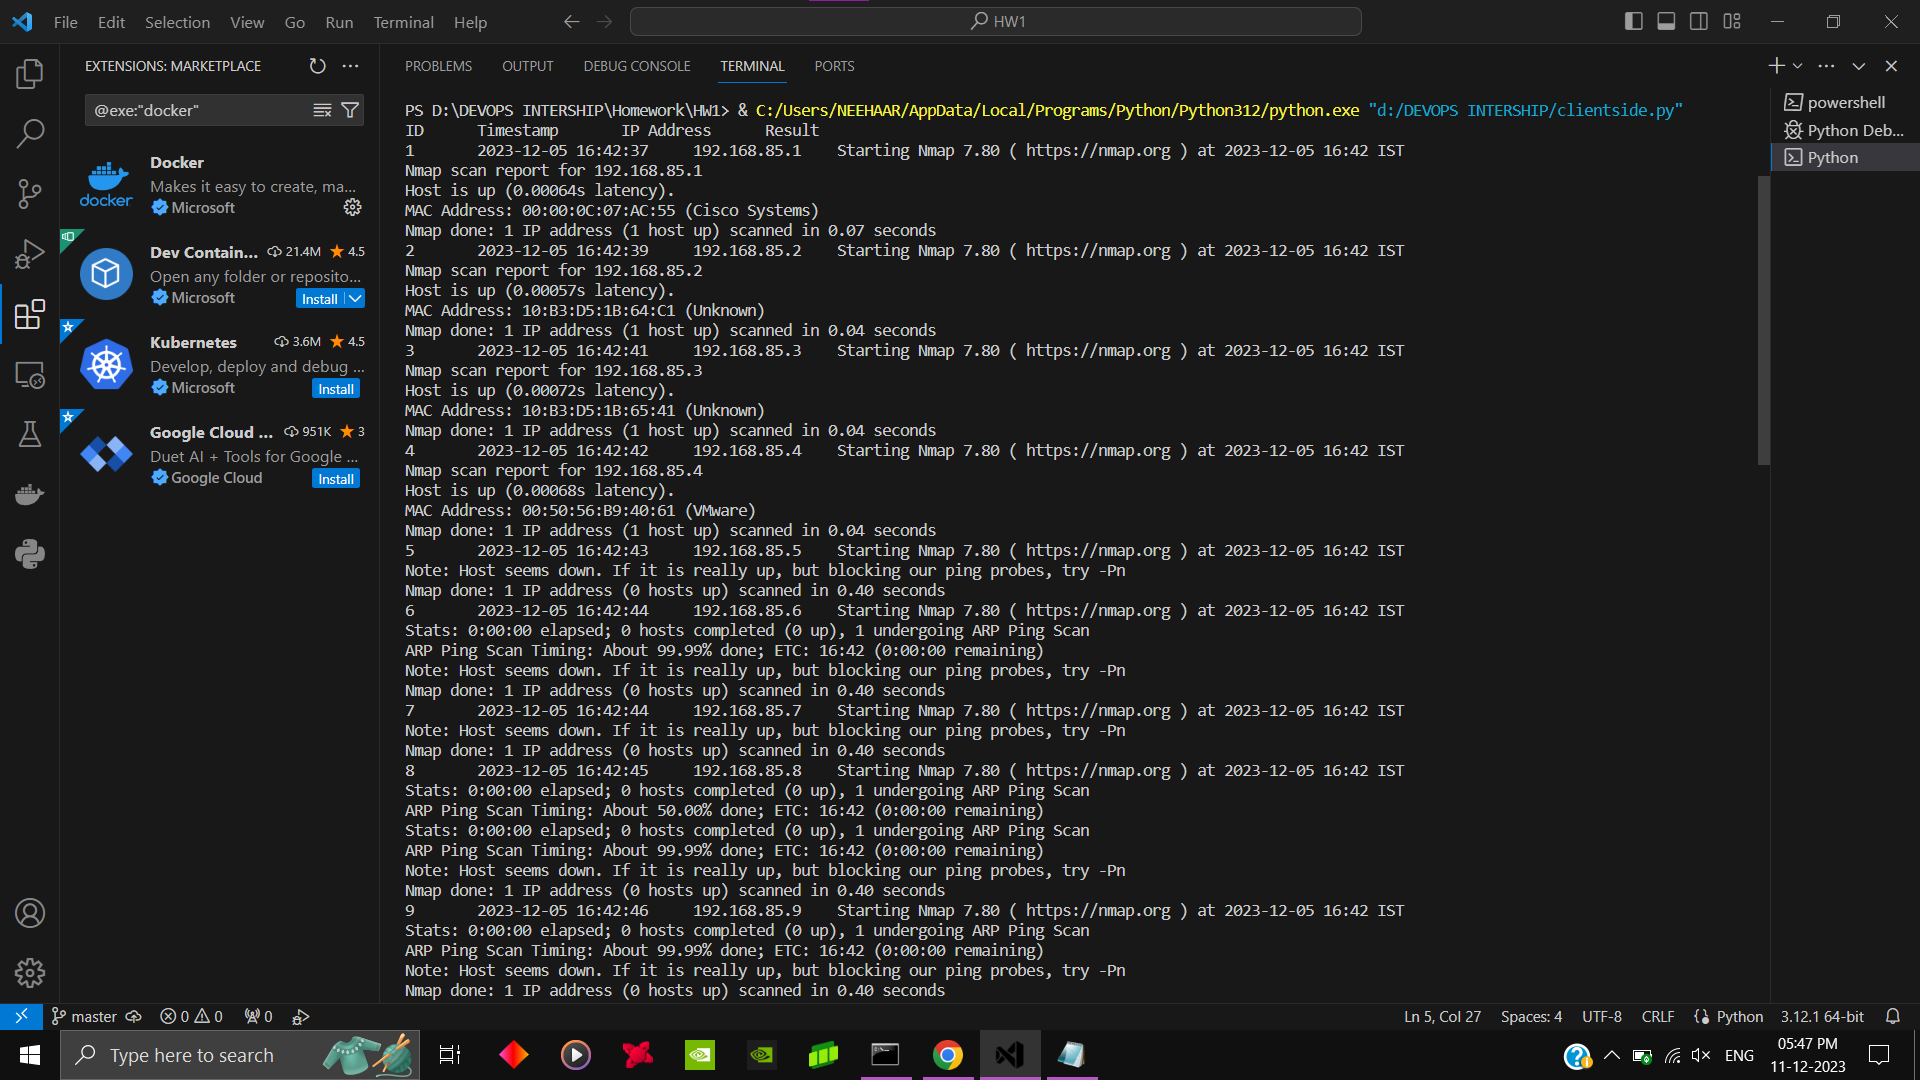 File Edit Selection View Go Run Terminal Help HW1
EXTENSIONS: MARKETPLACE
@exe:"docker"
docker
Docker
Makes it easy to create, ma...
Microsoft
Dev Contain... 21.4M 4.5
Open any folder or reposito...
Microsoft Install
Kubernetes 3.6M 4.5
Develop, deploy and debug ...
Microsoft Install
Google Cloud ... 951K 3
Duet AI + Tools for Google ...
Google Cloud Install
PROBLEMS OUTPUT DEBUG CONSOLE TERMINAL PORTS
PS D:\DEVOPS INTERSHIP\Homework\HW1> & C:/Users/NEEHAAR/AppData/Local/Programs/Python/Python312/python.exe "d:/DEVOPS INTERSHIP/clientside.py"
ID Timestamp IP Address Result
1 2023-12-05 16:42:37 192.168.85.1 Starting Nmap 7.80 ( https://nmap.org ) at 2023-12-05 16:42 IST
Nmap scan report for 192.168.85.1
Host is up (0.00064s latency).
MAC Address: 00:00:0C:07:AC:55 (Cisco Systems)
Nmap done: 1 IP address (1 host up) scanned in 0.07 seconds
2 2023-12-05 16:42:39 192.168.85.2 Starting Nmap 7.80 ( https://nmap.org ) at 2023-12-05 16:42 IST
Nmap scan report for 192.168.85.2
Host is up (0.00057s latency).
MAC Address: 10:B3:D5:1B:64:C1 (Unknown)
Nmap done: 1 IP address (1 host up) scanned in 0.04 seconds
3 2023-12-05 16:42:41 192.168.85.3 Starting Nmap 7.80 ( https://nmap.org ) at 2023-12-05 16:42 IST
Nmap scan report for 192.168.85.3
Host is up (0.00072s latency).
MAC Address: 10:B3:D5:1B:65:41 (Unknown)
Nmap done: 1 IP address (1 host up) scanned in 0.04 seconds
4 2023-12-05 16:42:42 192.168.85.4 Starting Nmap 7.80 ( https://nmap.org ) at 2023-12-05 16:42 IST
Nmap scan report for 192.168.85.4
Host is up (0.00068s latency).
MAC Address: 00:50:56:B9:40:61 (VMware)
Nmap done: 1 IP address (1 host up) scanned in 0.04 seconds
5 2023-12-05 16:42:43 192.168.85.5 Starting Nmap 7.80 ( https://nmap.org ) at 2023-12-05 16:42 IST
Note: Host seems down. If it is really up, but blocking our ping probes, try -Pn
Nmap done: 1 IP address (0 hosts up) scanned in 0.40 seconds
6 2023-12-05 16:42:44 192.168.85.6 Starting Nmap 7.80 ( https://nmap.org ) at 2023-12-05 16:42 IST
Stats: 0:00:00 elapsed; 0 hosts completed (0 up), 1 undergoing ARP Ping Scan
ARP Ping Scan Timing: About 99.99% done; ETC: 16:42 (0:00:00 remaining)
Note: Host seems down. If it is really up, but blocking our ping probes, try -Pn
Nmap done: 1 IP address (0 hosts up) scanned in 0.40 seconds
7 2023-12-05 16:42:44 192.168.85.7 Starting Nmap 7.80 ( https://nmap.org ) at 2023-12-05 16:42 IST
Note: Host seems down. If it is really up, but blocking our ping probes, try -Pn
Nmap done: 1 IP address (0 hosts up) scanned in 0.40 seconds
8 2023-12-05 16:42:45 192.168.85.8 Starting Nmap 7.80 ( https://nmap.org ) at 2023-12-05 16:42 IST
Stats: 0:00:00 elapsed; 0 hosts completed (0 up), 1 undergoing ARP Ping Scan
ARP Ping Scan Timing: About 50.00% done; ETC: 16:42 (0:00:00 remaining)
Stats: 0:00:00 elapsed; 0 hosts completed (0 up), 1 undergoing ARP Ping Scan
ARP Ping Scan Timing: About 99.99% done; ETC: 16:42 (0:00:00 remaining)
Note: Host seems down. If it is really up, but blocking our ping probes, try -Pn
Nmap done: 1 IP address (0 hosts up) scanned in 0.40 seconds
9 2023-12-05 16:42:46 192.168.85.9 Starting Nmap 7.80 ( https://nmap.org ) at 2023-12-05 16:42 IST
Stats: 0:00:00 elapsed; 0 hosts completed (0 up), 1 undergoing ARP Ping Scan
ARP Ping Scan Timing: About 99.99% done; ETC: 16:42 (0:00:00 remaining)
Note: Host seems down. If it is really up, but blocking our ping probes, try -Pn
Nmap done: 1 IP address (0 hosts up) scanned in 0.40 seconds
powershell
Python Deb...
Python
master 0 0 0 Ln 5, Col 27 Spaces: 4 UTF-8 CRLF Python 3.12.1 64-bit
Type here to search ENG 05:47 PM
11-12-2023